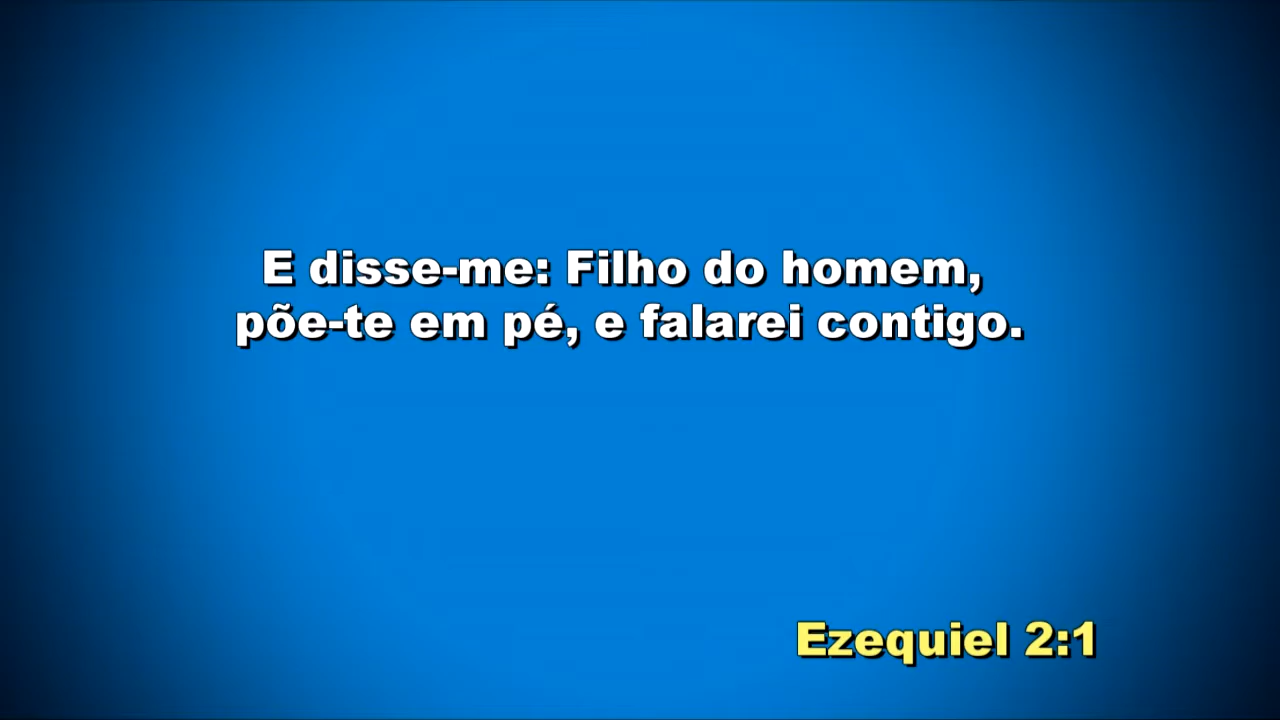 E disse-me: Filho do homem,
põe-te em pé, e falarei contigo.
Ezequiel 2:1